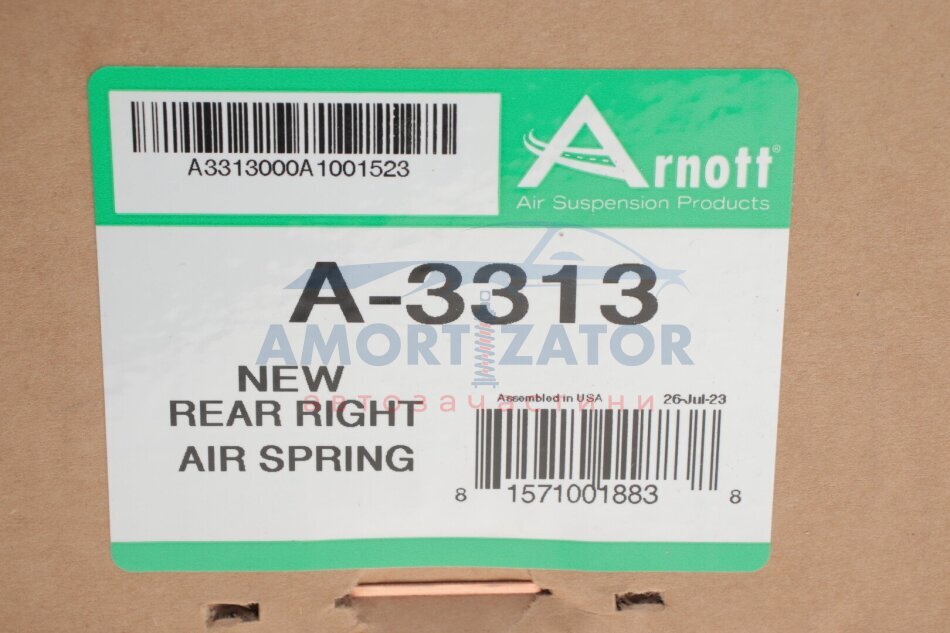 A3313000A1001523
Arnott®
Air Suspension Products
A-3313
AMORTIZATOR
автозачастини
NEW
REAR RIGHT
AIR SPRING
Assembled in USA 26-Jul-23
8 1571001883 8